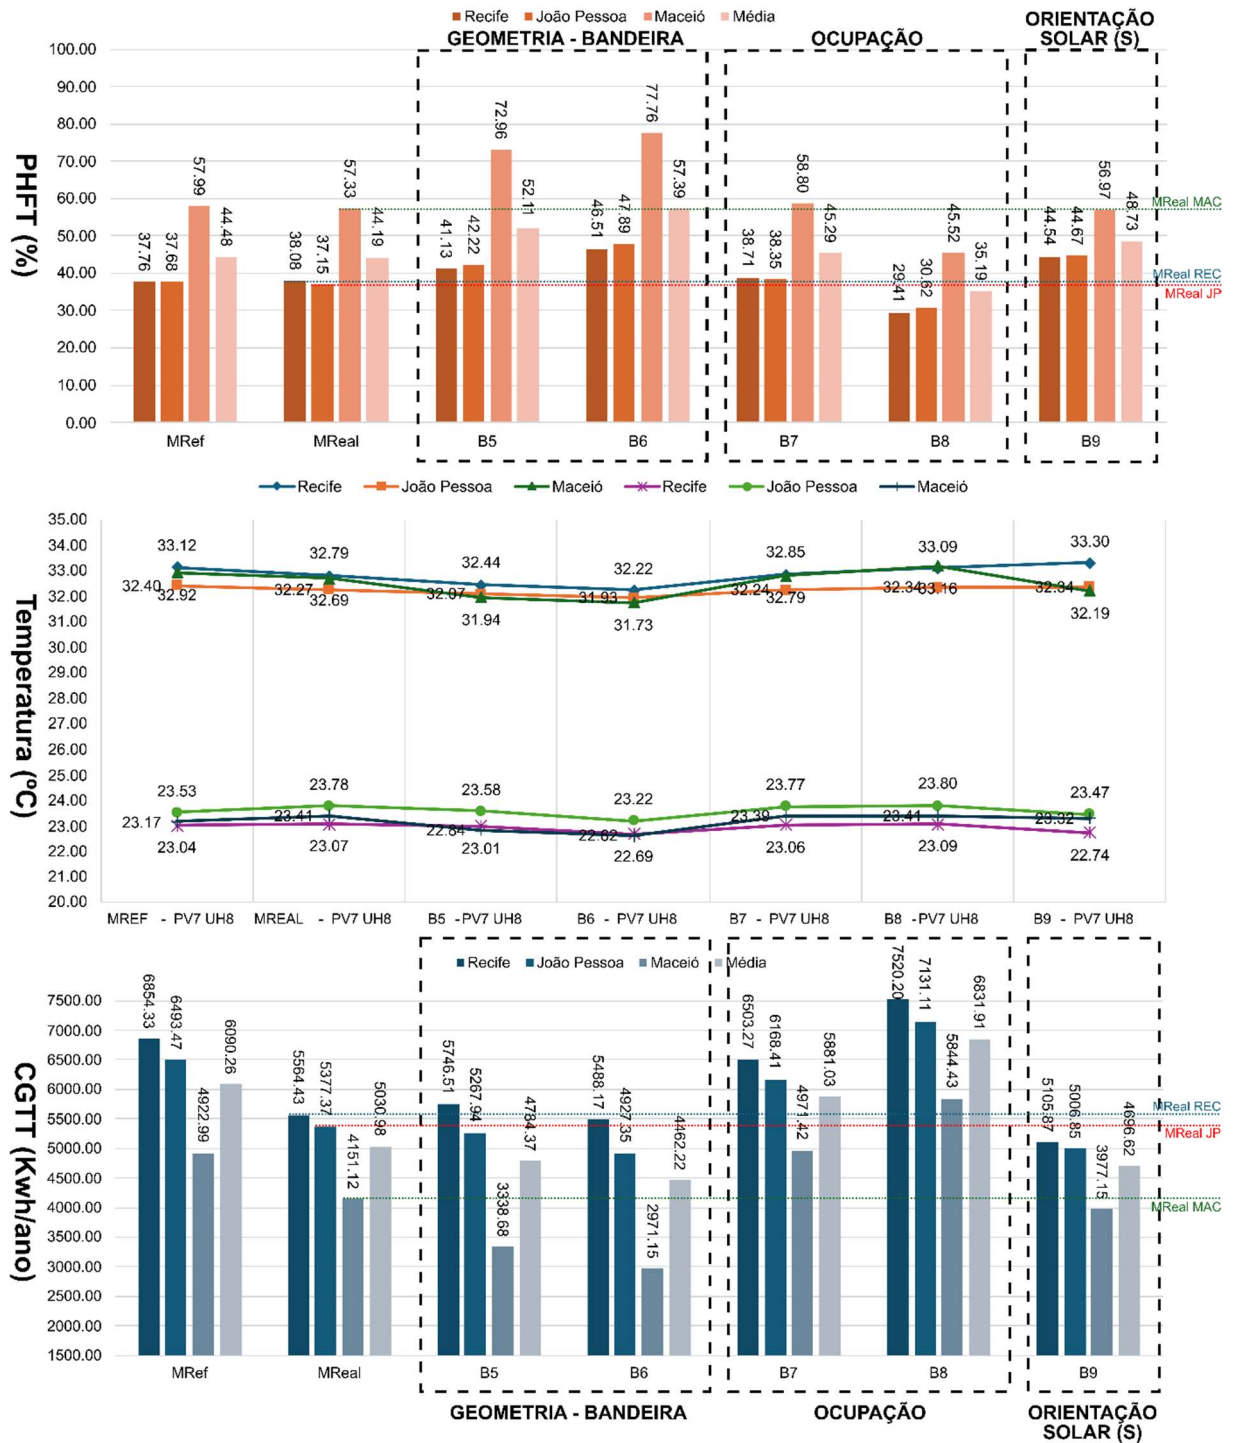 Recife João Pessoa Maceió Média
GEOMETRIA - BANDEIRA
OCUPAÇÃO
ORIENTAÇÃO
SOLAR (S)
PHFT (%)
100.00
90.00
80.00
70.00
60.00
50.00
40.00
30.00
20.00
10.00
0.00
37.76 37.68 57.99 44.48
38.08 37.15 57.33 44.19
41.13 42.22 72.96 52.11
46.51 47.89 77.76 57.39
38.71 38.35 58.80 45.29
29.41 30.62 45.52 35.19
44.54 44.67 56.97 48.73
MReal MAC
MReal REC
MReal JP
MRef MReal B5 B6 B7 B8 B9
Recife João Pessoa Maceió Recife João Pessoa Maceió
Temperatura (ºC)
35.00
34.00
33.00
32.00
31.00
30.00
29.00
28.00
27.00
26.00
25.00
24.00
23.00
22.00
21.00
20.00
33.12 32.79 32.44 32.22 32.85 33.09 33.30
32.40 32.27 32.07 31.93 32.24 32.34 32.34
32.92 32.69 31.94 31.73 32.79 33.16 32.19
23.53 23.78 23.58 23.22 23.77 23.80 23.47
23.17 23.41 22.84 22.62 23.39 23.41 23.32
23.04 23.07 23.01 22.69 23.06 23.09 22.74
MREF - PV7 UH8 MREAL - PV7 UH8 B5 -PV7 UH8 B6 - PV7 UH8 B7 - PV7 UH8 B8 -PV7 UH8 B9 - PV7 UH8
Recife João Pessoa Maceió Média
CGTT (Kwh/ano)
7500.00
7000.00
6500.00
6000.00
5500.00
5000.00
4500.00
4000.00
3500.00
3000.00
2500.00
2000.00
1500.00
6854.33 6493.47 4922.99 6090.26
5564.43 5377.37 4151.12 5030.98
5746.51 5267.94 3338.68 4784.37
5488.17 4927.35 2971.15 4462.22
6503.27 6168.41 4971.42 5881.03
7520.20 7131.11 5844.43 6831.91
5105.87 5006.85 3977.15 4696.62
MReal REC
MReal JP
MReal MAC
MRef MReal B5 B6 B7 B8 B9
GEOMETRIA - BANDEIRA
OCUPAÇÃO
ORIENTAÇÃO
SOLAR (S)